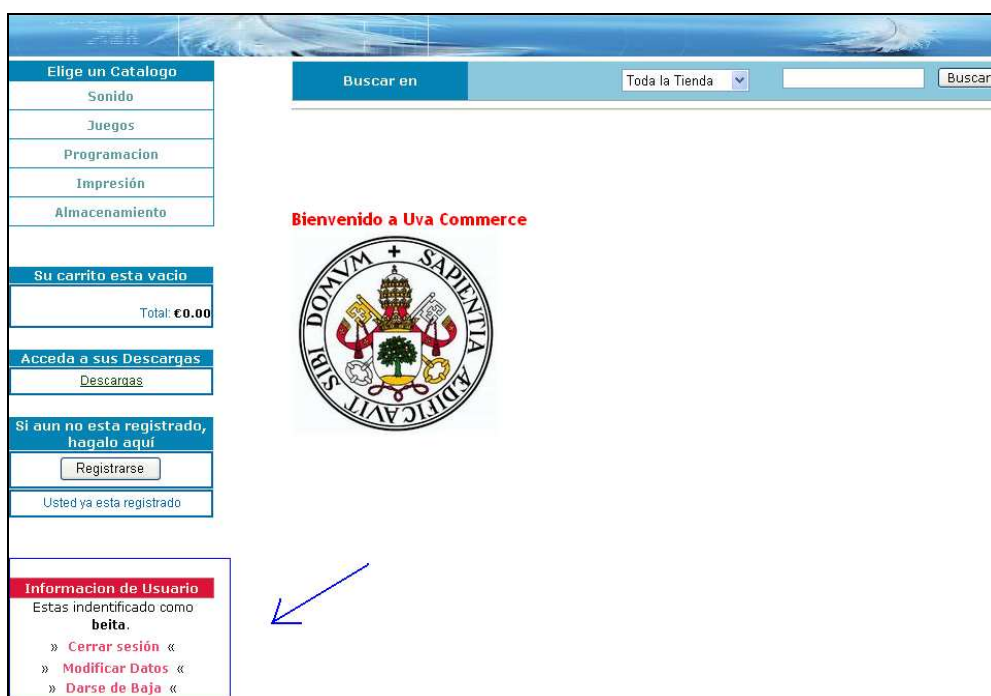 Elige un Catalogo
Sonido
Juegos
Programacion
Impresión
Almacenamiento
Su carrito esta vacio
Total: €0.00
Acceda a sus Descargas
Descargas
Si aun no esta registrado,
hagalo aquí
Registrarse
Usted ya esta registrado
Informacion de Usuario
Estas indentificado como
beita.
» Cerrar sesión «
» Modificar Datos «
» Darse de Baja «
Buscar en Toda la Tienda Buscar
Bienvenido a Uva Commerce
SAPIENTIA ÆDIFICAVIT SIBI DOMVM